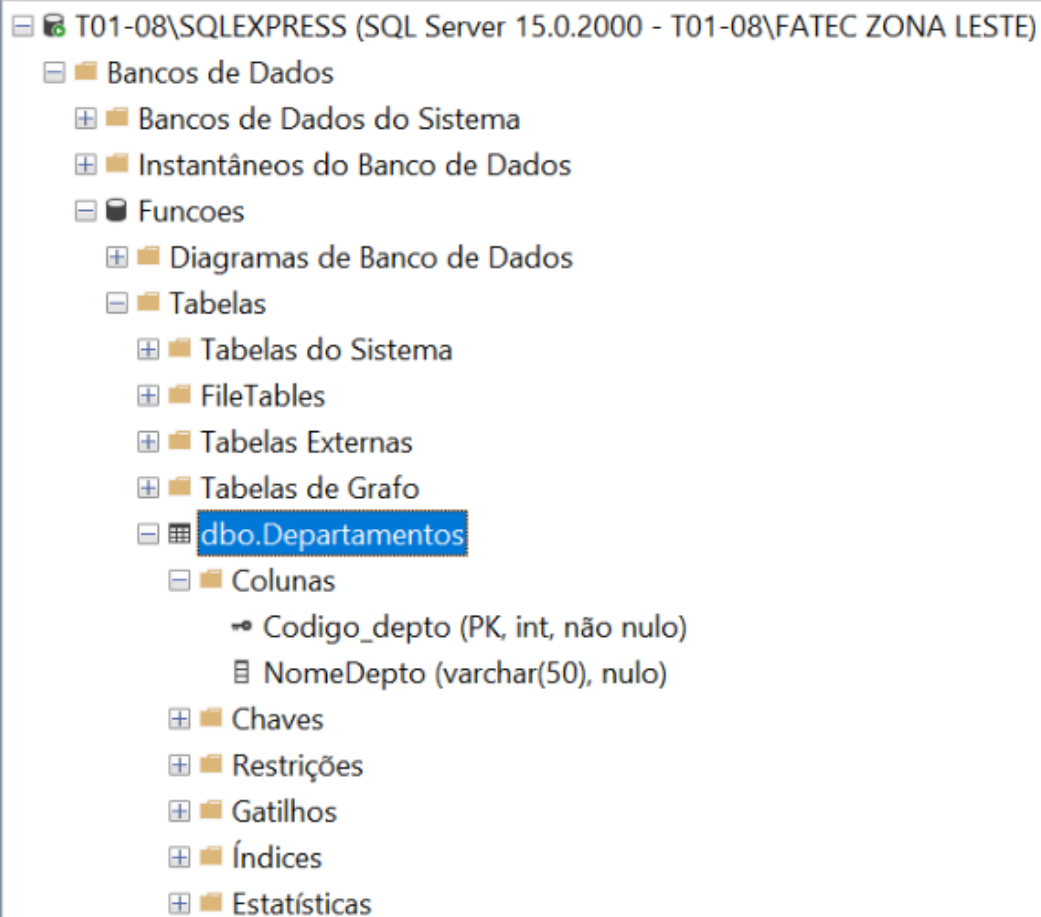 T01-08\SQLEXPRESS (SQL Server 15.0.2000 - T01-08\FATEC ZONA LESTE)
Bancos de Dados
Bancos de Dados do Sistema
Instantâneos do Banco de Dados
Funcoes
Diagramas de Banco de Dados
Tabelas
Tabelas do Sistema
FileTables
Tabelas Externas
Tabelas de Grafo
dbo.Departamentos
Colunas
Codigo_depto (PK, int, não nulo)
NomeDepto (varchar(50), nulo)
Chaves
Restrições
Gatilhos
Índices
Estatísticas